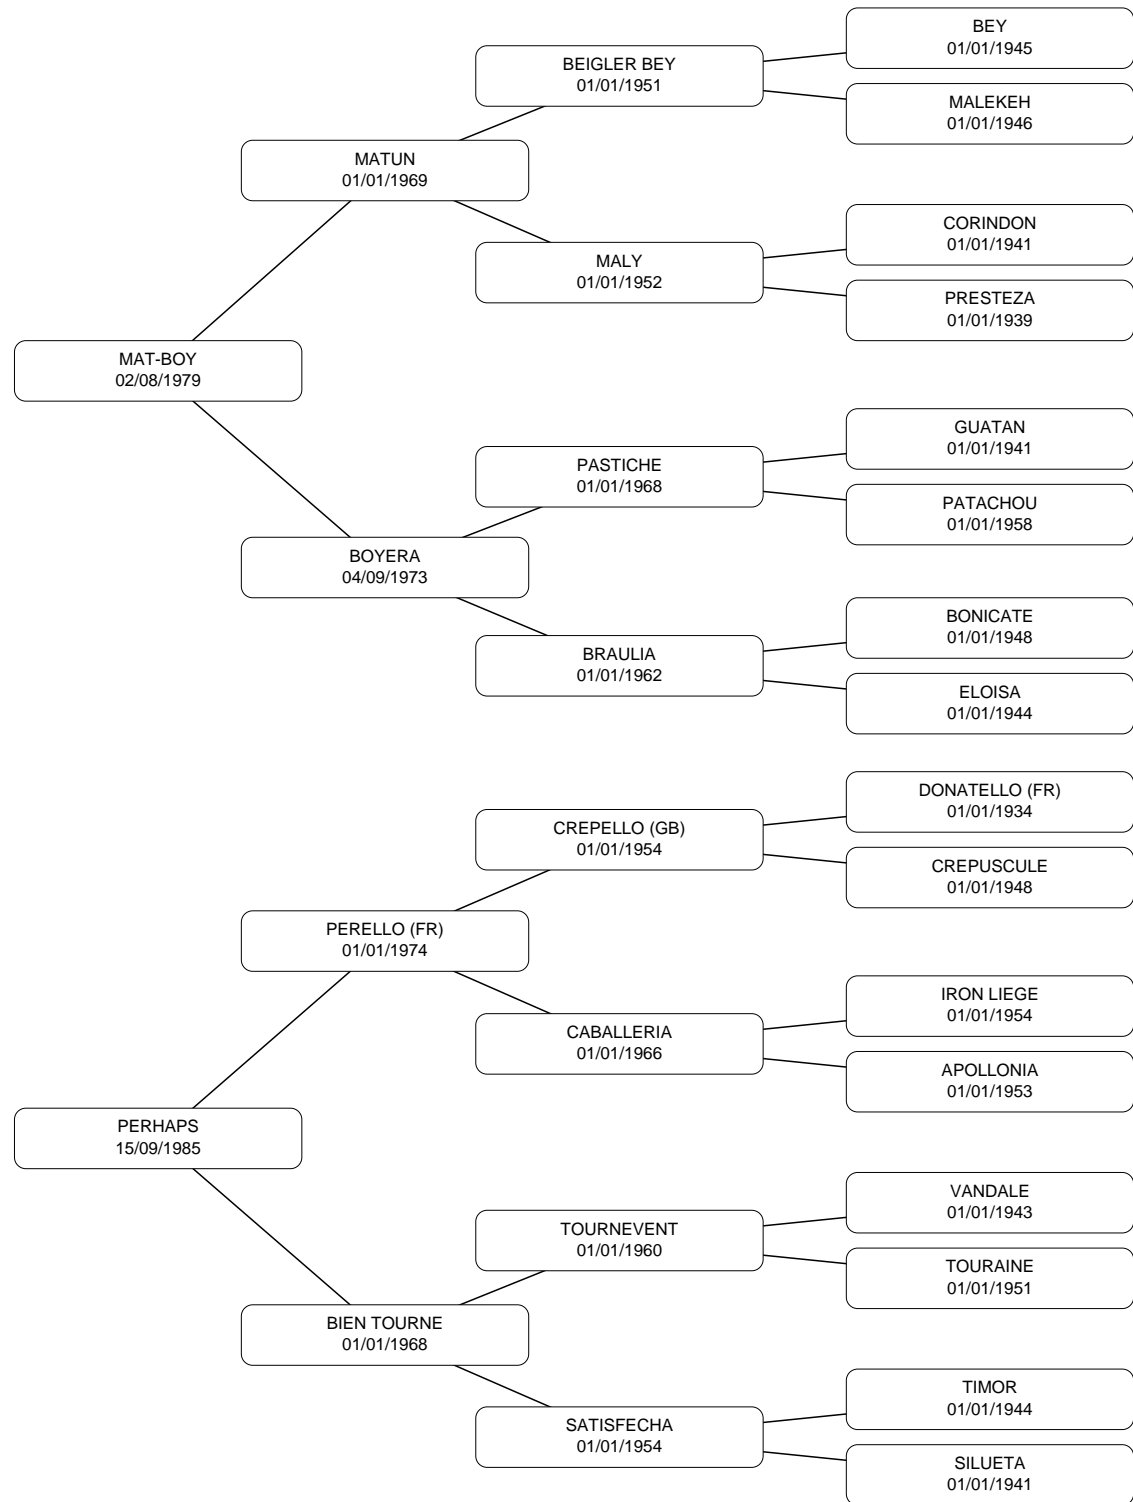 BEY
01/01/1945
BEIGLER BEY
01/01/1951
MALEKEH
01/01/1946
MATUN
01/01/1969
CORINDON
01/01/1941
MALY
01/01/1952
PRESTEZA
01/01/1939
MAT-BOY
02/08/1979
GUATAN
01/01/1941
PASTICHE
01/01/1968
PATACHOU
01/01/1958
BOYERA
04/09/1973
BONICATE
01/01/1948
BRAULIA
01/01/1962
ELOISA
01/01/1944
DONATELLO (FR)
01/01/1934
CREPELLO (GB)
01/01/1954
CREPUSCULE
01/01/1948
PERELLO (FR)
01/01/1974
IRON LIEGE
01/01/1954
CABALLERIA
01/01/1966
APOLLONIA
01/01/1953
PERHAPS
15/09/1985
VANDALE
01/01/1943
TOURNEVENT
01/01/1960
TOURAINE
01/01/1951
BIEN TOURNE
01/01/1968
TIMOR
01/01/1944
SATISFECHA
01/01/1954
SILUETA
01/01/1941